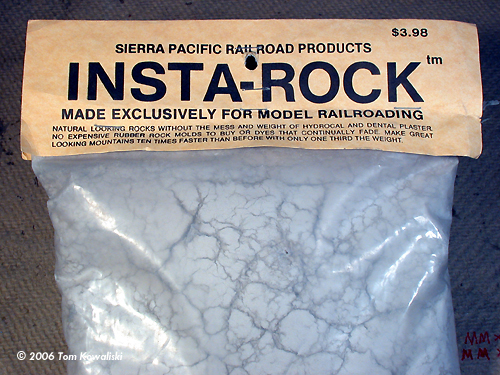 $3.98
SIERRA PACIFIC RAILROAD PRODUCTS
INSTA-ROCK tm
MADE EXCLUSIVELY FOR MODEL RAILROADING
NATURAL LOOKING ROCKS WITHOUT THE MESS AND WEIGHT OF HYDROCAL AND DENTAL PLASTER.
NO EXPENSIVE RUBBER ROCK MOLDS TO BUY OR DYES THAT CONTINUALLY FADE. MAKE GREAT
LOOKING MOUNTAINS TEN TIMES FASTER THAN BEFORE WITH ONLY ONE THIRD THE WEIGHT.
© 2006 Tom Kowaliski